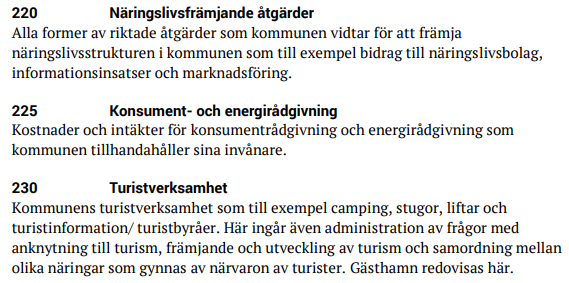 220 Näringslivsfrämjande åtgärder
Alla former av riktade åtgärder som kommunen vidtar för att främja
näringslivsstrukturen i kommunen som till exempel bidrag till näringslivsbolag,
informationsinsatser och marknadsföring.
225 Konsument- och energirådgivning
Kostnader och intäkter för konsumentrådgivning och energirådgivning som
kommunen tillhandahåller sina invånare.
230 Turistverksamhet
Kommunens turistverksamhet som till exempel camping, stugor, liftar och
turistinformation/ turistbyråer. Här ingår även administration av frågor med
anknytning till turism, främjande och utveckling av turism och samordning mellan
olika näringar som gynnas av närvaron av turister. Gästhamn redovisas här.